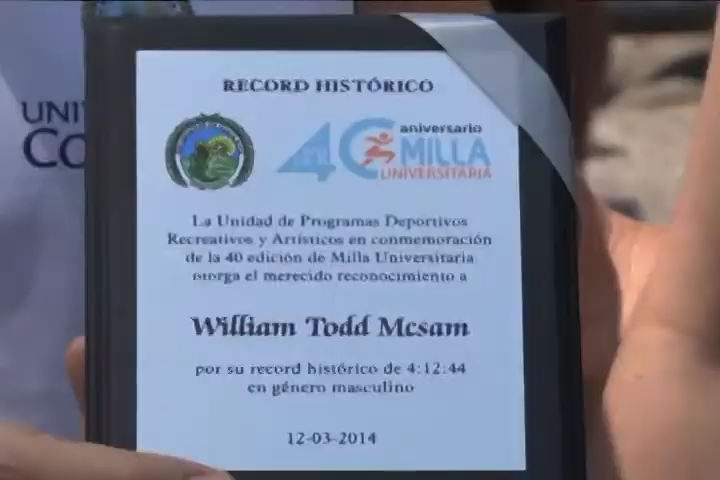 UNI
CO
RECORD HISTÓRICO
40 aniversario
MILLA
UNIVERSITARIA
La Unidad de Programas Deportivos
Recreativos y Artísticos en conmemoración
de la 40 edición de Milla Universitaria
otorga el merecido reconocimiento a
William Todd Mcsam
por su record histórico de 4:12:44
en género masculino
12-03-2014